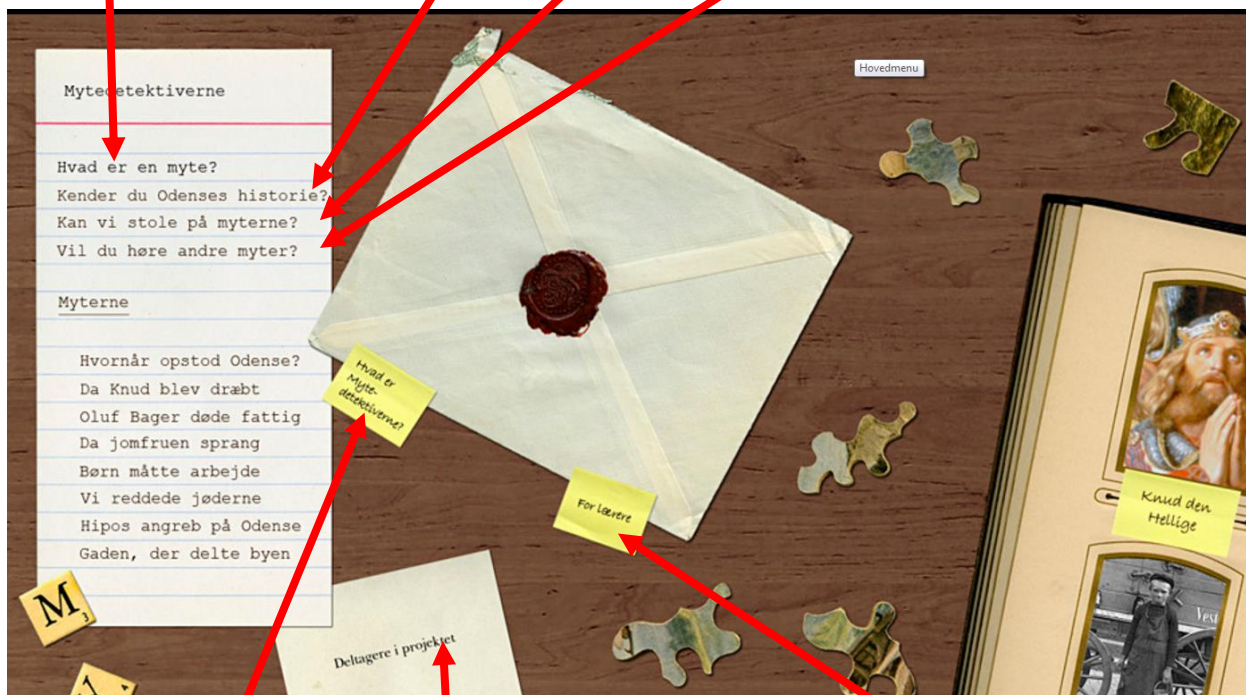 Mytedetektiverne
Hvad er en myte?
Kender du Odenses historie?
Kan vi stole på myterne?
Vil du høre andre myter?
Myterne
Hvornår opstod Odense?
Da Knud blev dræbt
Oluf Bager døde fattig
Da jomfruen sprang
Børn måtte arbejde
Vi reddede jøderne
Hipos angreb på Odense
Gaden, der delte byen
M
3
Hvad er
Myte-
detektiverne?
For lærere
Deltagere i projektet
Hovedmenu
Knud den
Hellige
Vest